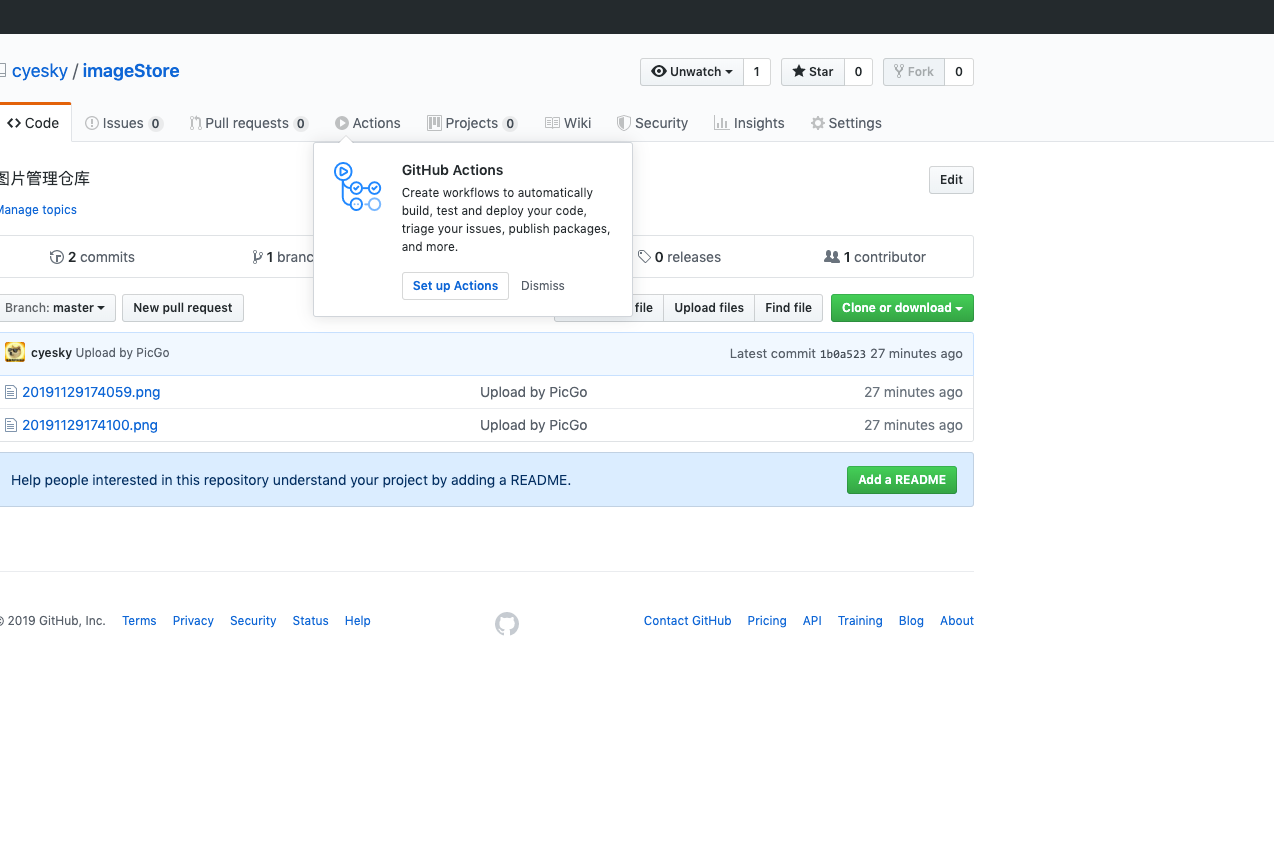 cyesky / imageStore
Unwatch 1 Star 0 Fork 0
Code Issues 0 Pull requests 0 Actions Projects 0 Wiki Security Insights Settings
GitHub Actions
Create workflows to automatically
build, test and deploy your code,
triage your issues, publish packages,
and more.
Set up Actions Dismiss
图片管理仓库 Edit
Manage topics
2 commits 1 branc 0 releases 1 contributor
Branch: master New pull request file Upload files Find file Clone or download
cyesky Upload by PicGo Latest commit 1b0a523 27 minutes ago
20191129174059.png Upload by PicGo 27 minutes ago
20191129174100.png Upload by PicGo 27 minutes ago
Help people interested in this repository understand your project by adding a README. Add a README
© 2019 GitHub, Inc. Terms Privacy Security Status Help Contact GitHub Pricing API Training Blog About